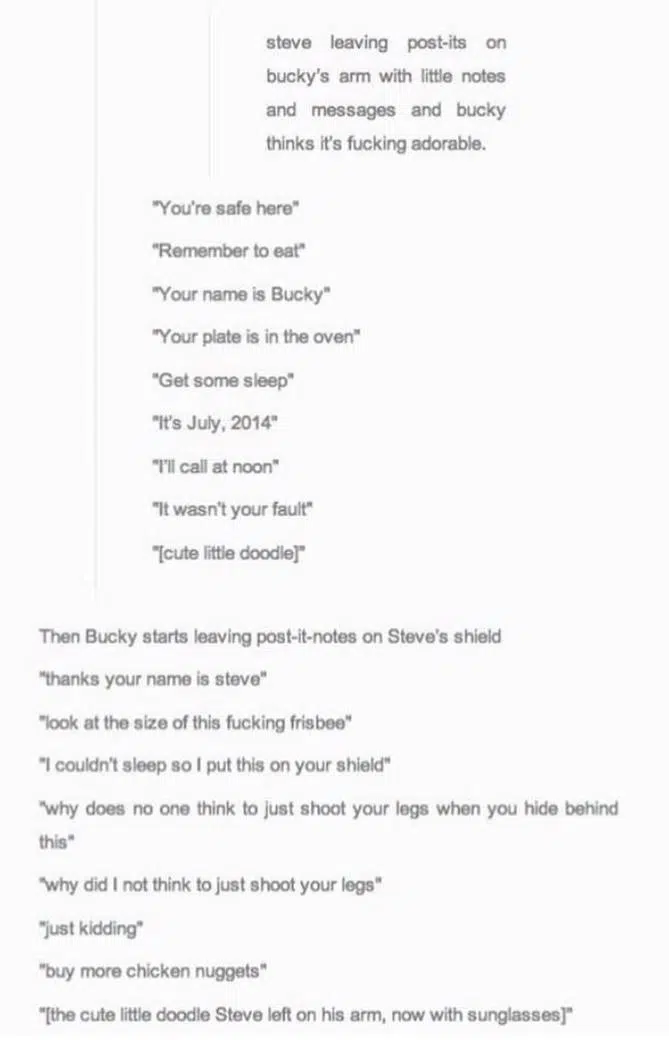 steve leaving post-its on
bucky's arm with little notes
and messages and bucky
thinks it's fucking adorable.
"You're safe here"
"Remember to eat"
"Your name is Bucky"
"Your plate is in the oven"
"Get some sleep"
"It's July, 2014"
"I'll call at noon"
"It wasn't your fault"
"[cute little doodle]"
Then Bucky starts leaving post-it-notes on Steve's shield
"thanks your name is steve"
"look at the size of this fucking frisbee"
"I couldn't sleep so I put this on your shield"
"why does no one think to just shoot your legs when you hide behind
this"
"why did I not think to just shoot your legs"
"just kidding"
"buy more chicken nuggets"
"[the cute little doodle Steve left on his arm, now with sunglasses]"